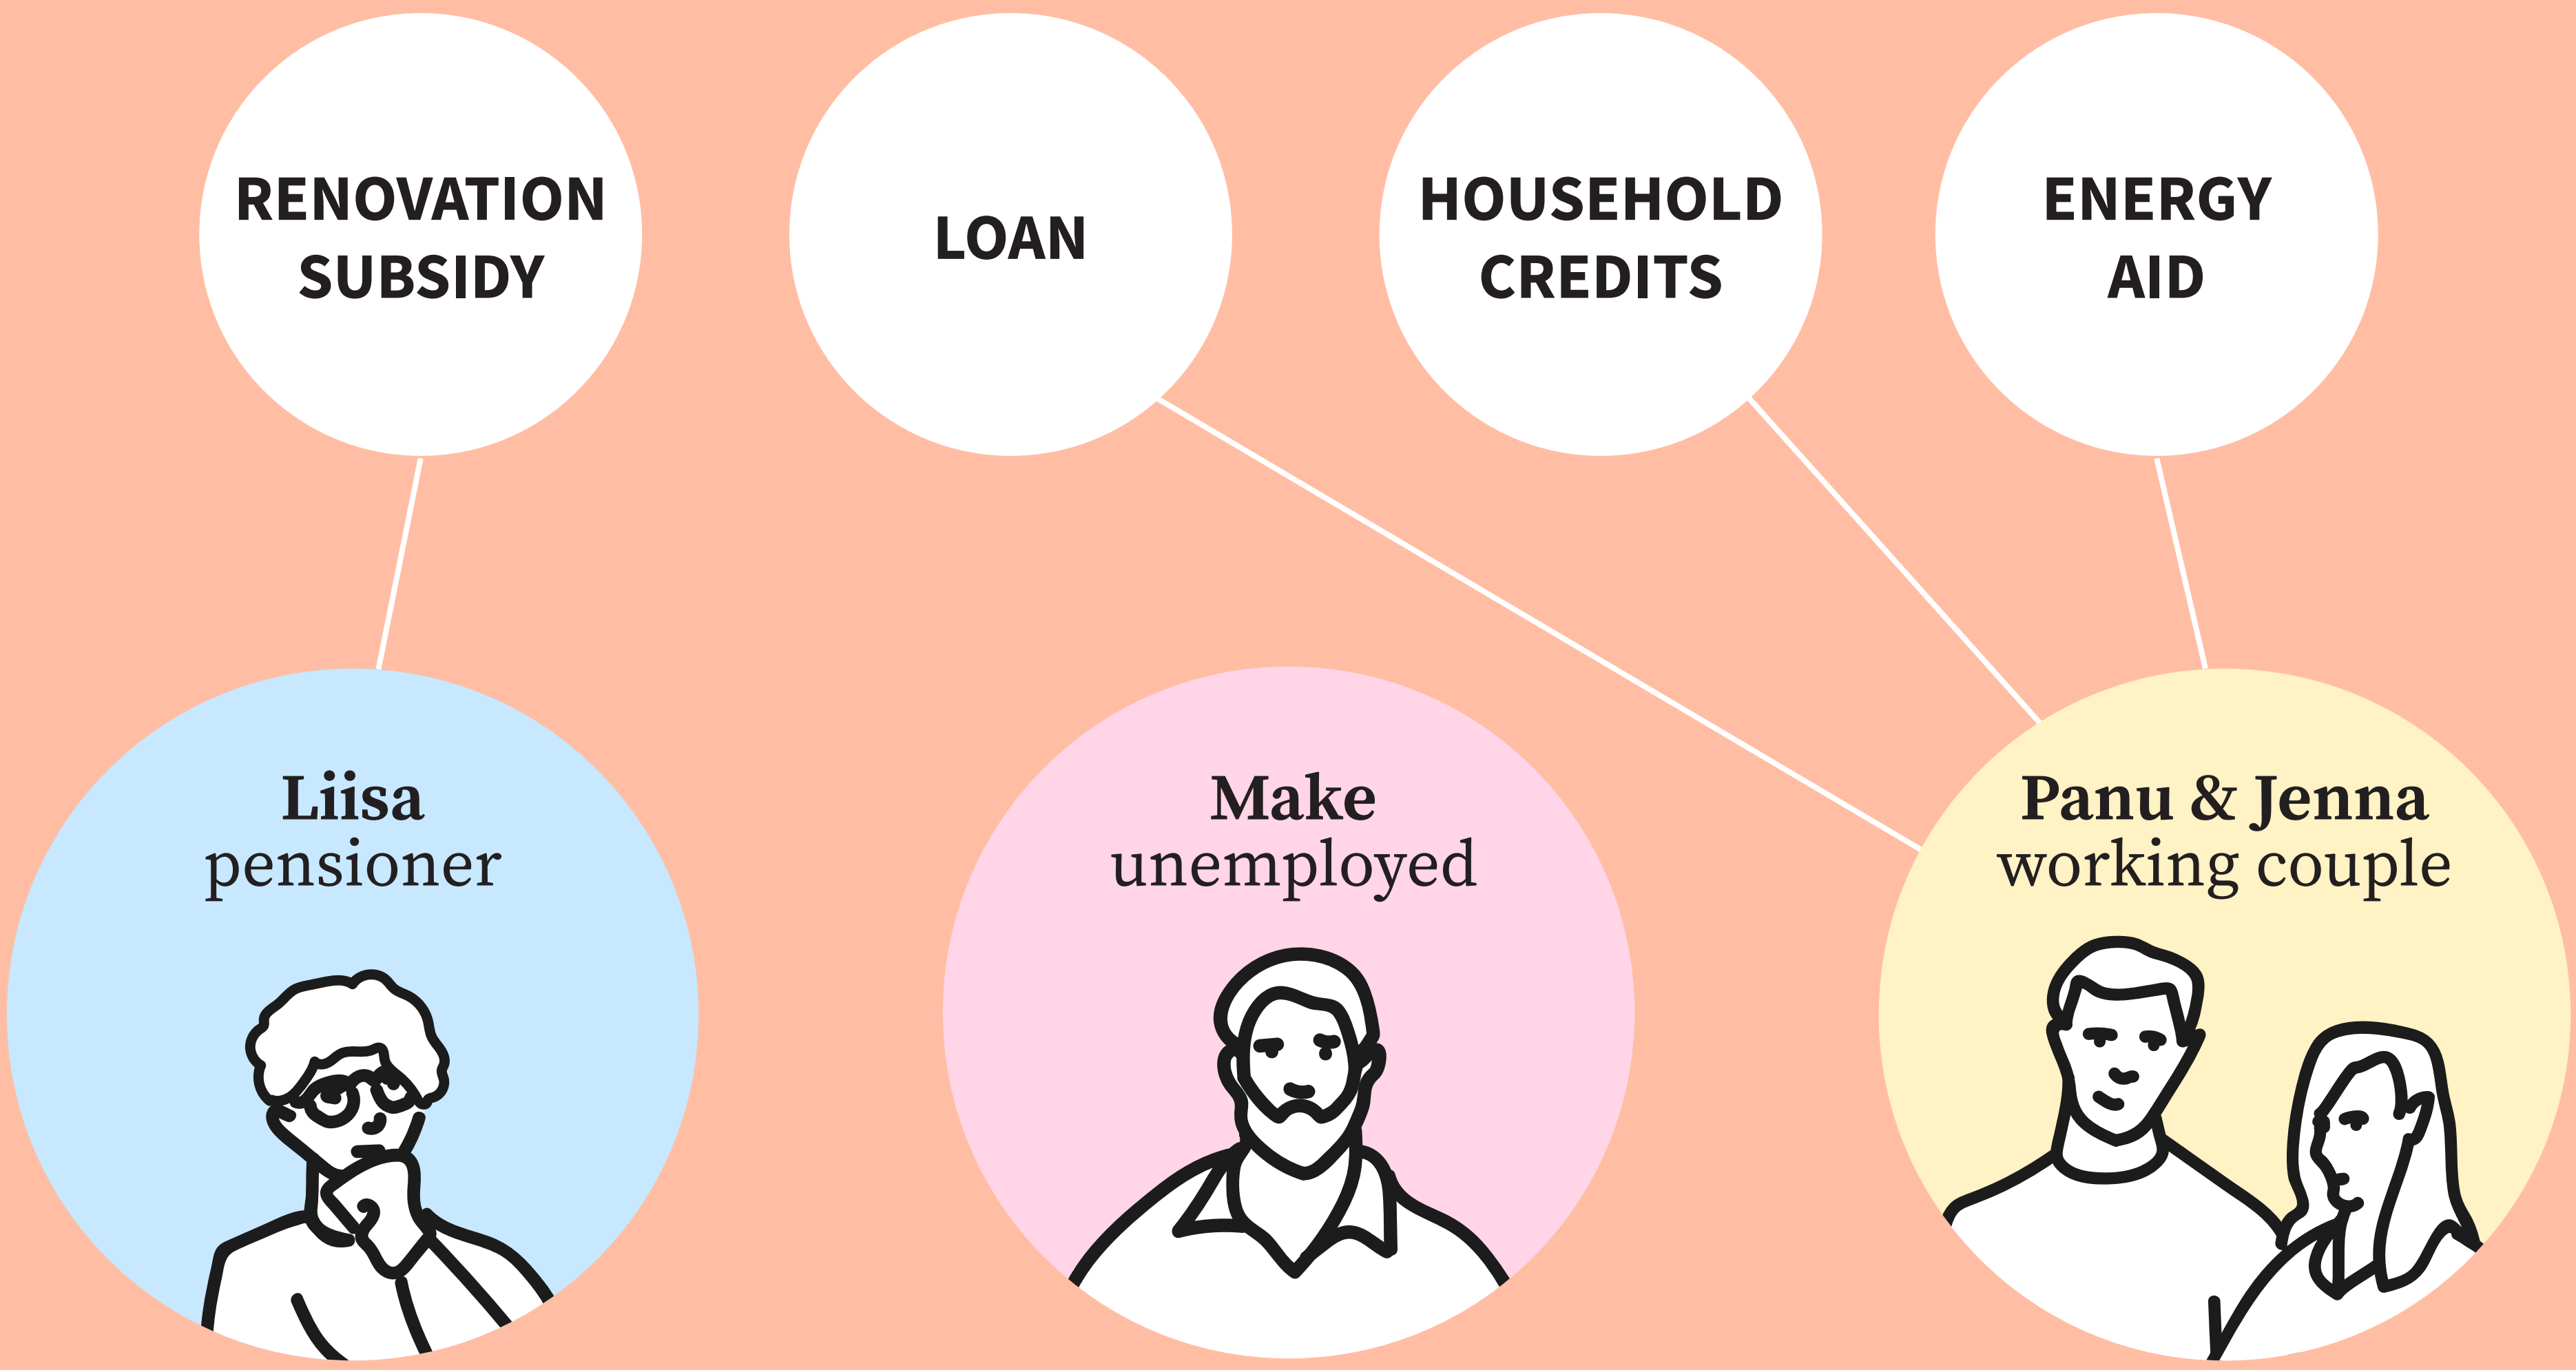 RENOVATION
SUBSIDY
LOAN
HOUSEHOLD
CREDITS
ENERGY
AID
Liisa
pensioner
Make
unemployed
Panu & Jenna
working couple